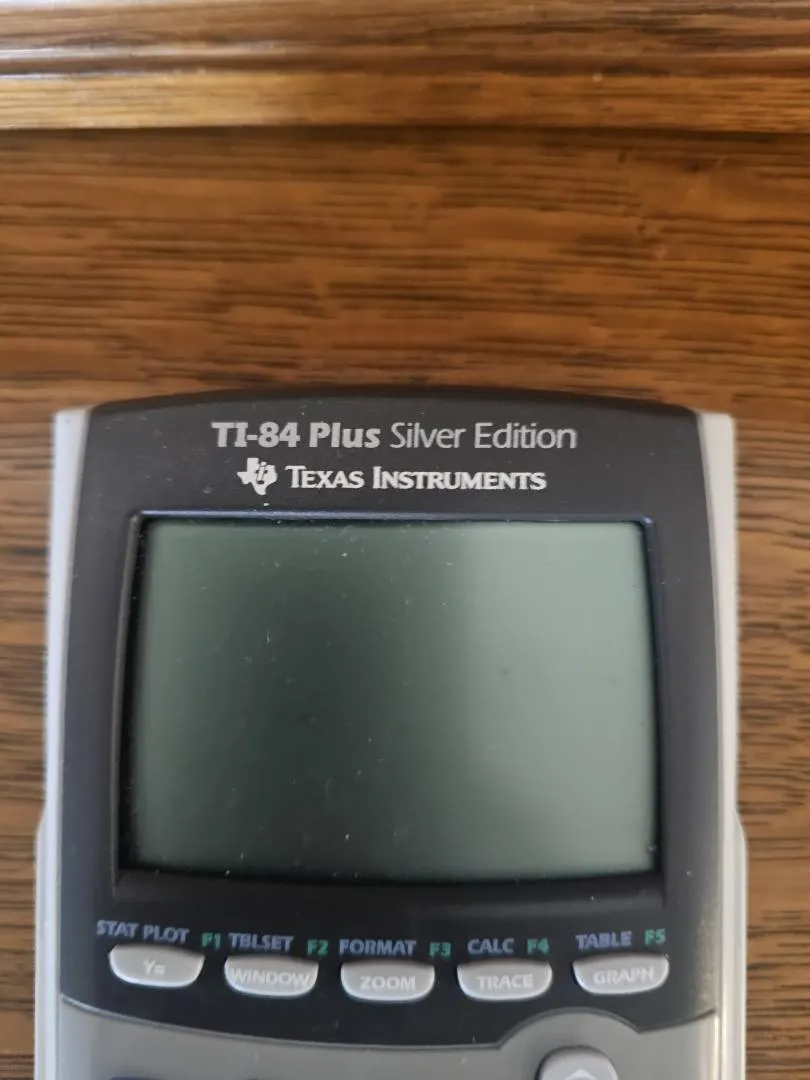 TI-84 Plus Silver Edition
TEXAS INSTRUMENTS
STAT PLOT F1 TBLSET F2 FORMAT F3 CALC F4 TABLE F5
Y= WINDOW ZOOM TRACE GRAPH